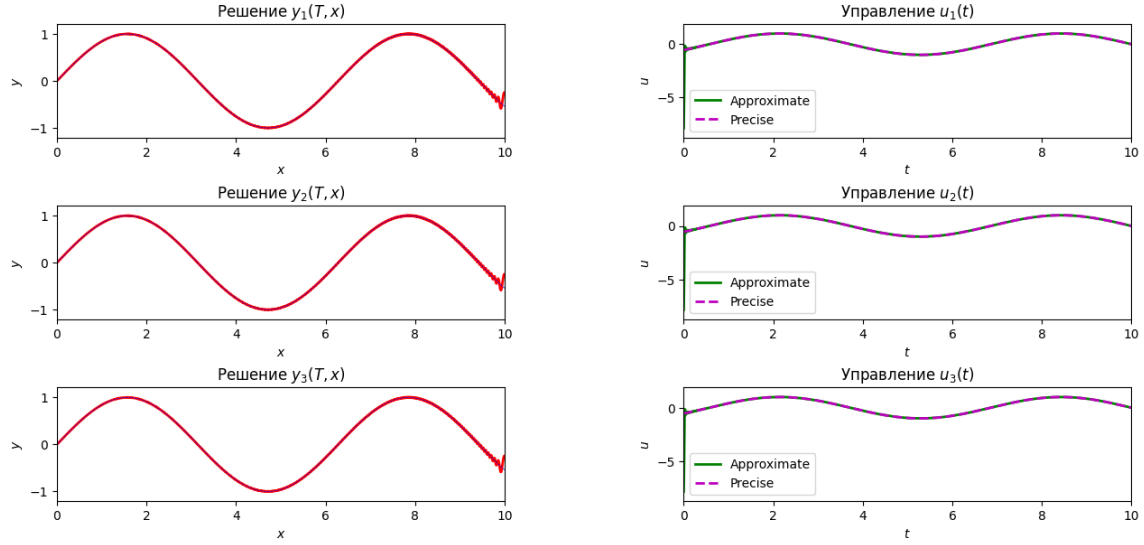 Решение y₁(T, x)
y
1
0
−1
0 2 4 6 8 10
x
Управление u₁(t)
u
0
−5
Approximate
Precise
0 2 4 6 8 10
t
Решение y₂(T, x)
y
1
0
−1
0 2 4 6 8 10
x
Управление u₂(t)
u
0
−5
Approximate
Precise
0 2 4 6 8 10
t
Решение y₃(T, x)
y
1
0
−1
0 2 4 6 8 10
x
Управление u₃(t)
u
0
−5
Approximate
Precise
0 2 4 6 8 10
t